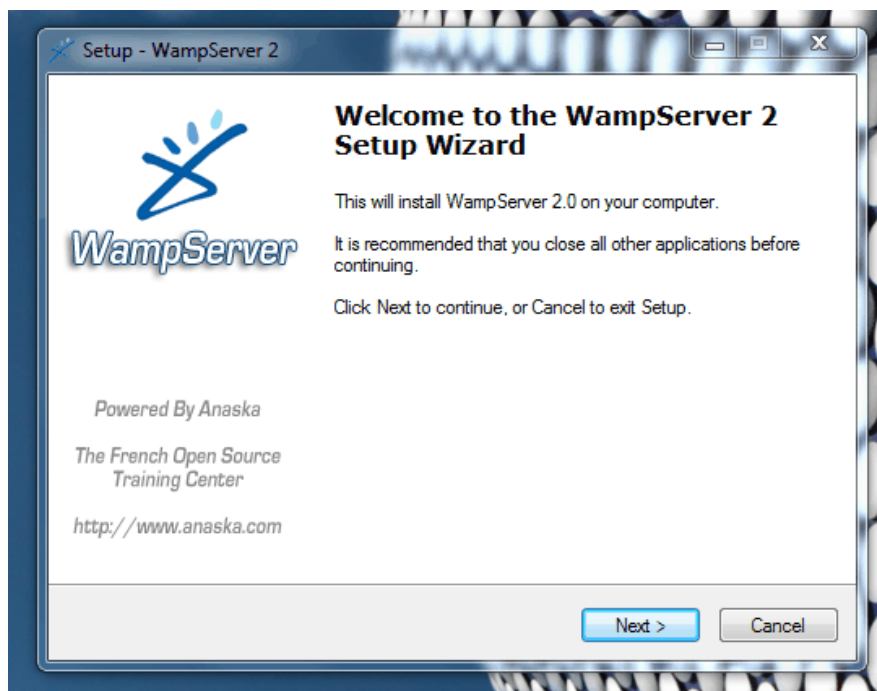 Setup - WampServer 2
Welcome to the WampServer 2
Setup Wizard
This will install WampServer 2.0 on your computer.
It is recommended that you close all other applications before
continuing.
Click Next to continue, or Cancel to exit Setup.
WampServer
Powered By Anaska
The French Open Source
Training Center
http://www.anaska.com
Next >
Cancel